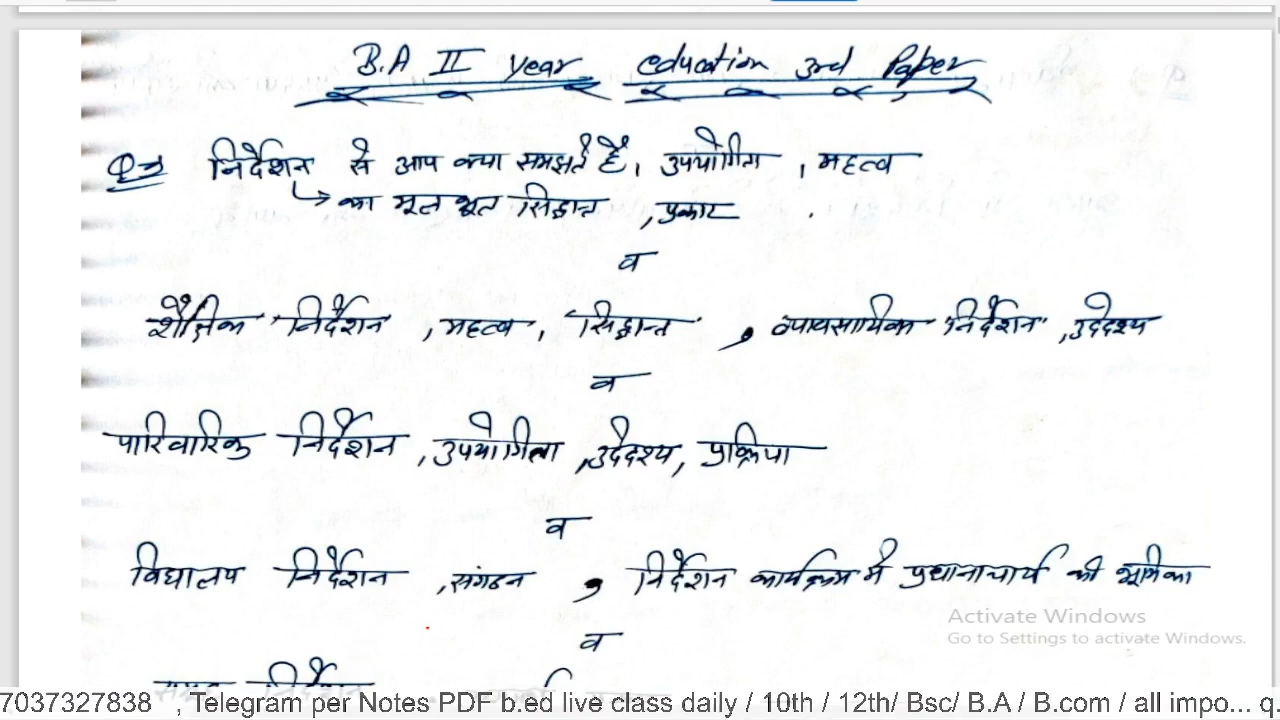 B.A II year education 3rd Paper
Q1 निर्देशन से आप क्या समझते हैं, उपयोगिता, महत्व
का मूल भूत सिद्धान्त, प्रकार
व
शैक्षिक निर्देशन, महत्व, सिद्धान्त, व्यावसायिक निर्देशन, उद्देश्य
व
पारिवारिक निर्देशन, उपयोगिता, उद्देश्य, प्रक्रिया
व
विद्यालय निर्देशन, संगठन, निर्देशन कार्यक्रम में प्रधानाचार्य की भूमिका
Activate Windows
Go to Settings to activate Windows.
व
निर्देशन
7037327838 , Telegram per Notes PDF b.ed live class daily / 10th / 12th/ Bsc/ B.A / B.com / all impo... q.